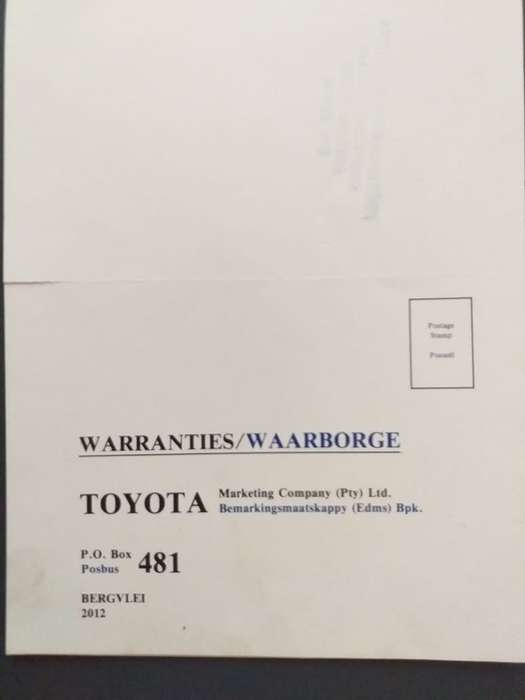 Postage
Stamp
Posseël
WARRANTIES/WAARBORGE
TOYOTA Marketing Company (Pty) Ltd.
Bemarkingsmaatskappy (Edms) Bpk.
P.O. Box
Posbus 481
BERGVLEI
2012